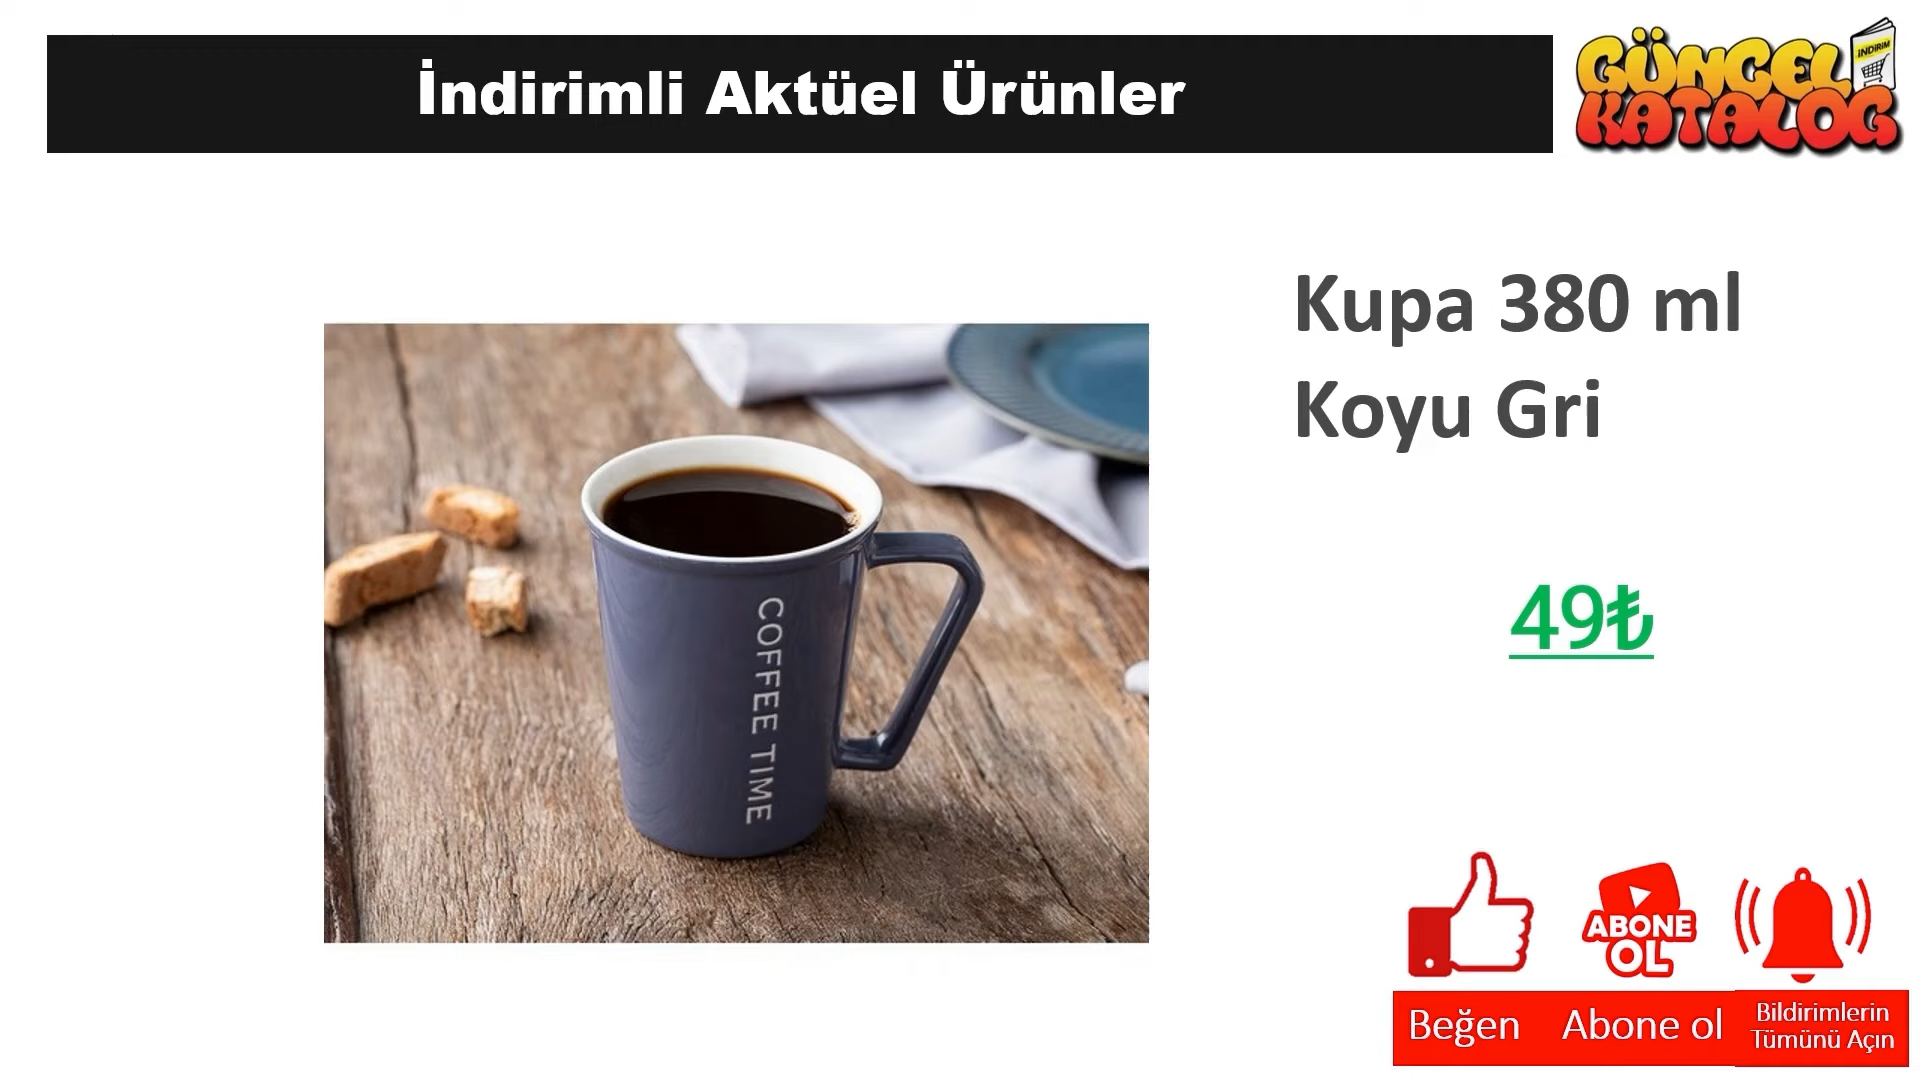 İndirimli Aktüel Ürünler
GÜNCEL
KATALOG
İNDİRİM
Kupa 380 ml
Koyu Gri
COFFEE TIME
49₺
ABONE
OL
Beğen
Abone ol
Bildirimlerin
Tümünü Açın